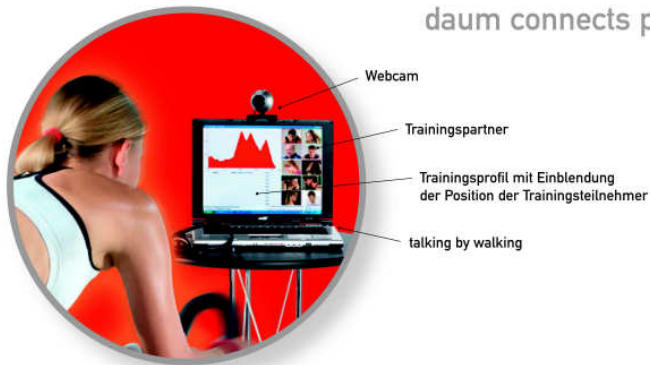 daum connects p
Webcam
Trainingspartner
Trainingsprofil mit Einblendung
der Position der Trainingsteilnehmer
talking by walking